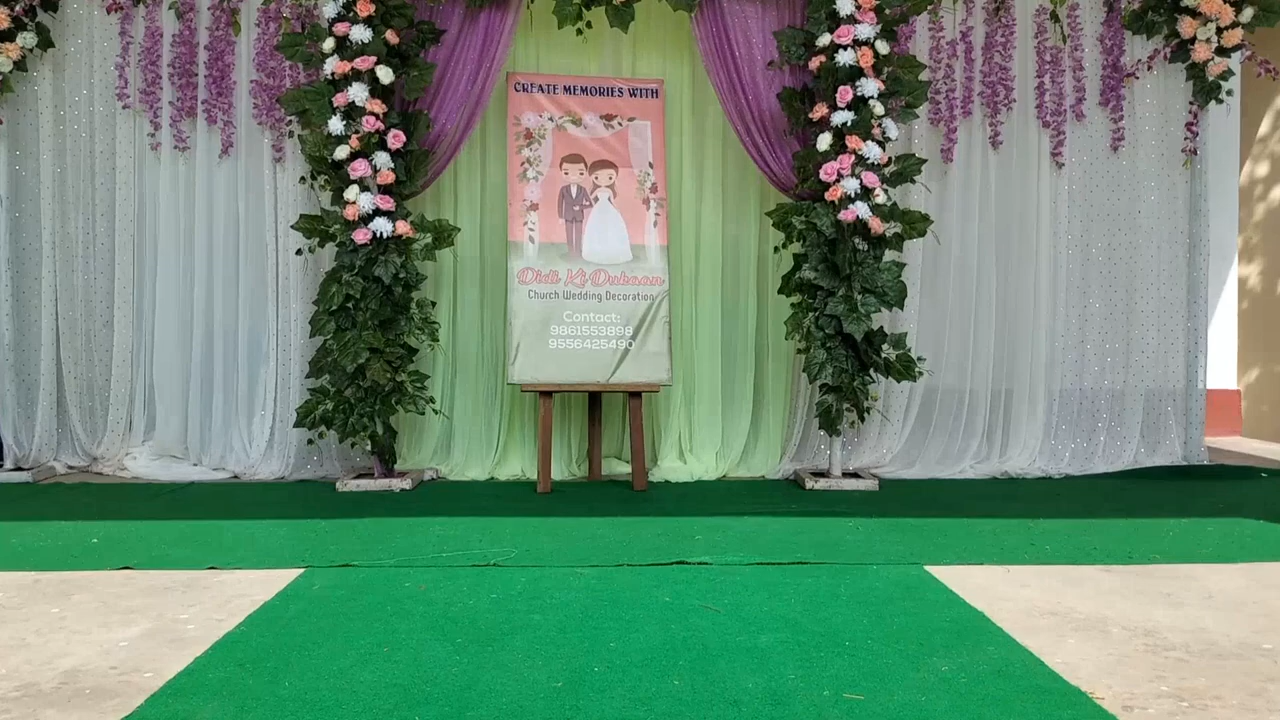 CREATE MEMORIES WITH
Didi Ki Dukaan
Church Wedding Decoration
Contact:
9861553898
9556425490